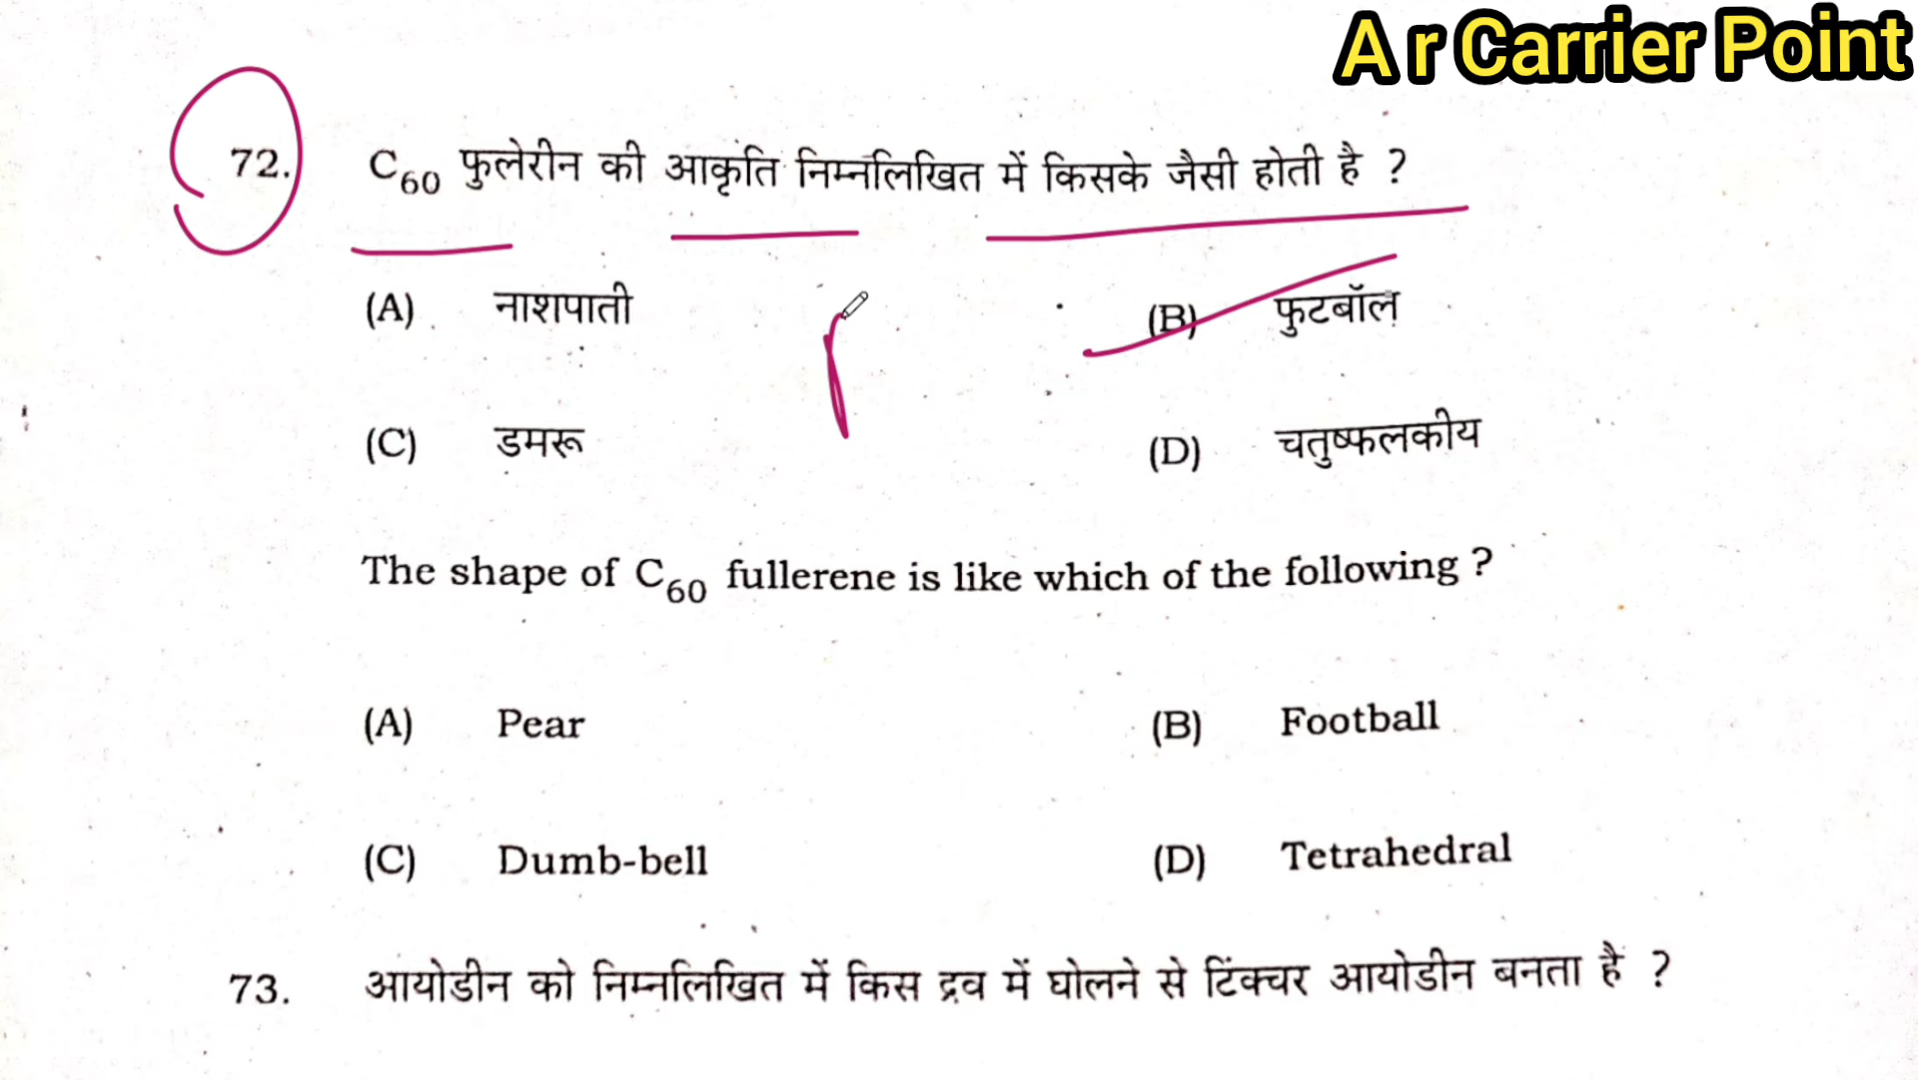 A r Carrier Point
72. C60 फुलेरीन की आकृति निम्नलिखित में किसके जैसी होती है ?
(A) नाशपाती (B) फुटबॉल
(C) डमरू (D) चतुष्फलकीय
The shape of C60 fullerene is like which of the following ?
(A) Pear (B) Football
(C) Dumb-bell (D) Tetrahedral
73. आयोडीन को निम्नलिखित में किस द्रव में घोलने से टिंक्चर आयोडीन बनता है ?